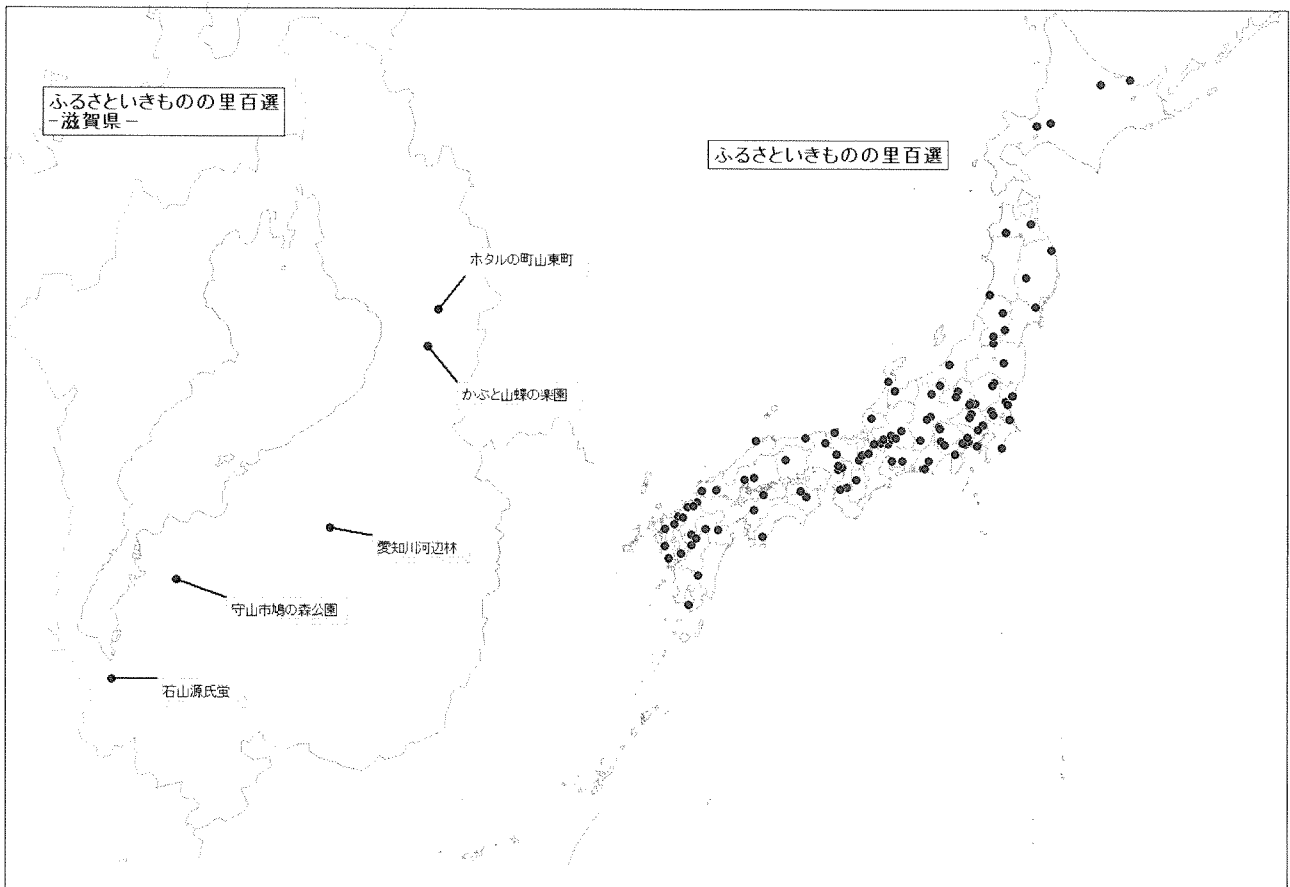 ふるさといきものの里百選
-滋賀県-
ふるさといきものの里百選
ホタルの町山東町
かぶと山蝶の楽園
愛知川河辺林
守山市鳩の森公園
石山源氏蛍